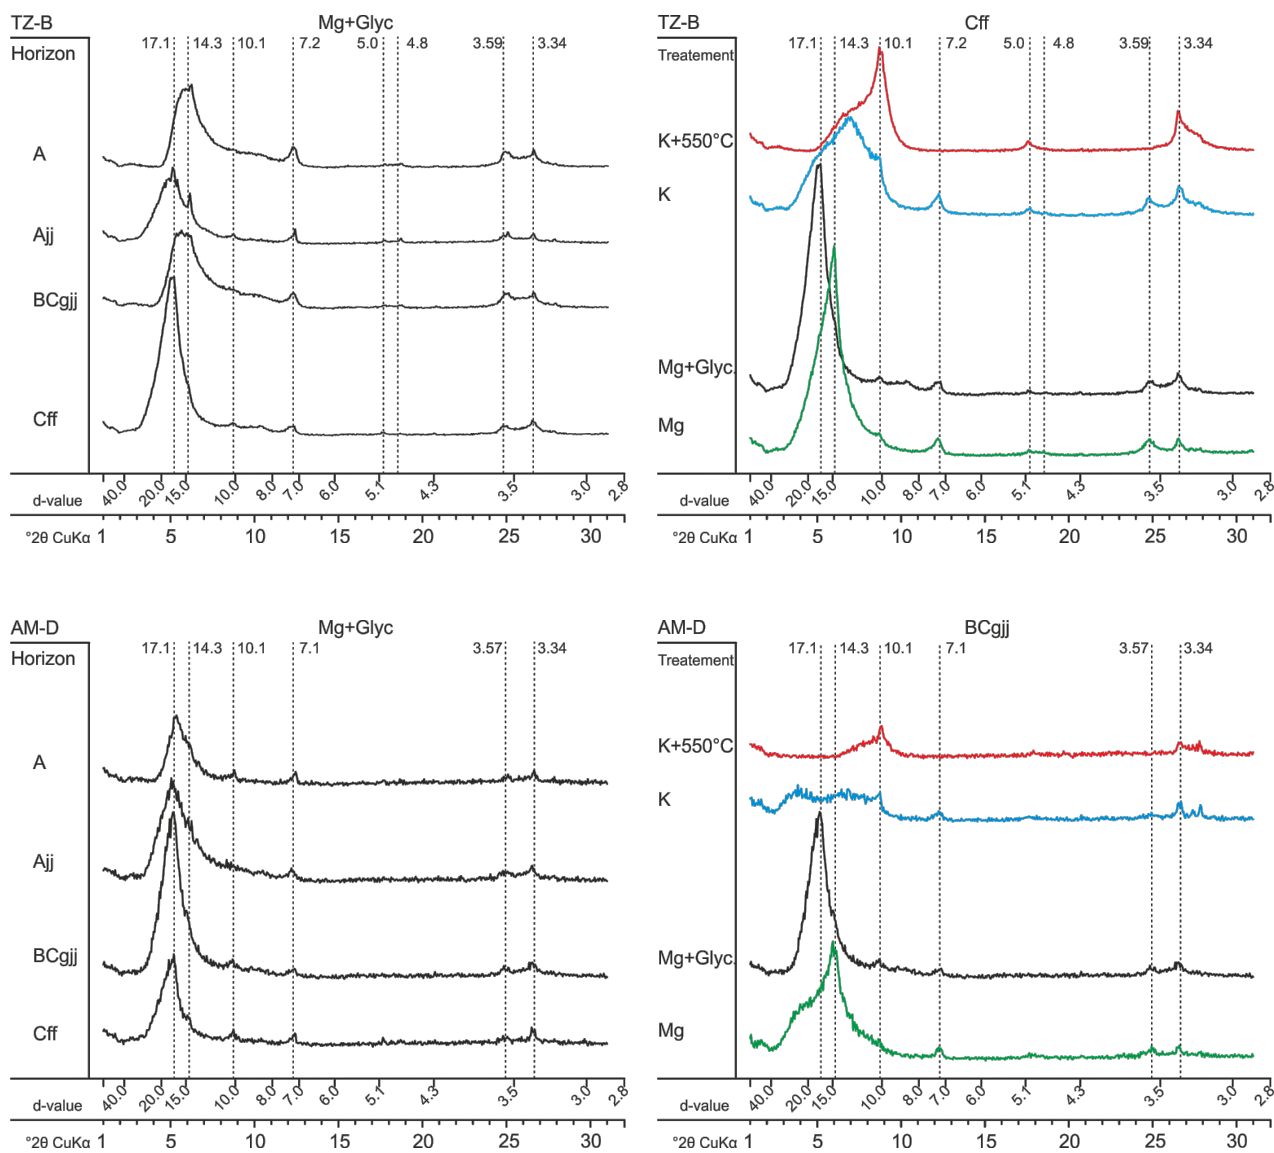 TZ-B Mg+Glyc
Horizon 17.1 14.3 10.1 7.2 5.0 4.8 3.59 3.34
A
Ajj
BCgjj
Cff
d-value 40.0 20.0 15.0 10.0 8.0 7.0 6.0 5.1 4.3 3.5 3.0 2.8
°2θ CuKα 1 5 10 15 20 25 30
TZ-B Cff
Treatement 17.1 14.3 10.1 7.2 5.0 4.8 3.59 3.34
K+550°C
K
Mg+Glyc.
Mg
d-value 40.0 20.0 15.0 10.0 8.0 7.0 6.0 5.1 4.3 3.5 3.0 2.8
°2θ CuKα 1 5 10 15 20 25 30
AM-D Mg+Glyc
Horizon 17.1 14.3 10.1 7.1 3.57 3.34
A
Ajj
BCgjj
Cff
d-value 40.0 20.0 15.0 10.0 8.0 7.0 6.0 5.1 4.3 3.5 3.0 2.8
°2θ CuKα 1 5 10 15 20 25 30
AM-D BCgjj
Treatement 17.1 14.3 10.1 7.1 3.57 3.34
K+550°C
K
Mg+Glyc.
Mg
d-value 40.0 20.0 15.0 10.0 8.0 7.0 6.0 5.1 4.3 3.5 3.0 2.8
°2θ CuKα 1 5 10 15 20 25 30